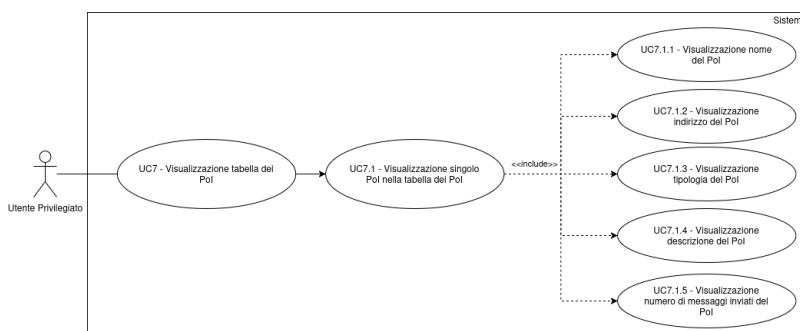 Sistema
UC7.1.1 - Visualizzazione nome
del PoI
UC7.1.2 - Visualizzazione
indirizzo del PoI
<<include>>
UC7 - Visualizzazione tabella dei
PoI
UC7.1 - Visualizzazione singolo
PoI nella tabella dei PoI
UC7.1.3 - Visualizzazione
tipologia del PoI
Utente Privilegiato
UC7.1.4 - Visualizzazione
descrizione del PoI
UC7.1.5 - Visualizzazione
numero di messaggi inviati del
PoI